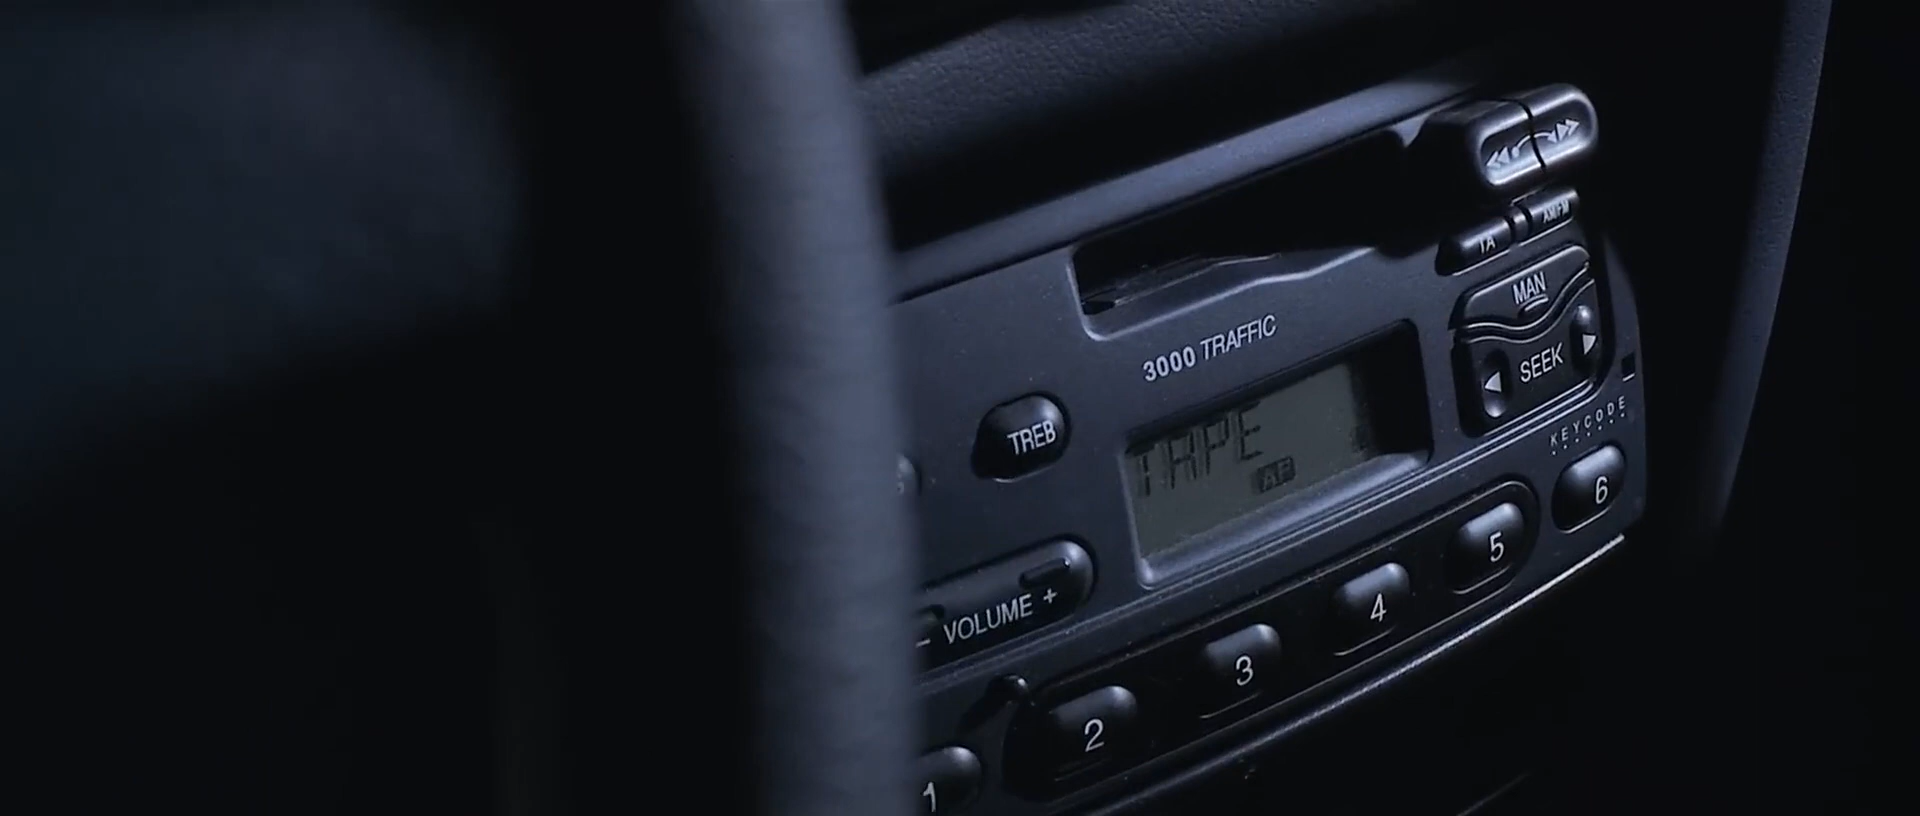 AM/FM
TA
MAN
3000 TRAFFIC
SEEK
KEYCODE
TREB
TAPE
AF
6
5
VOLUME +
-
4
3
2
1